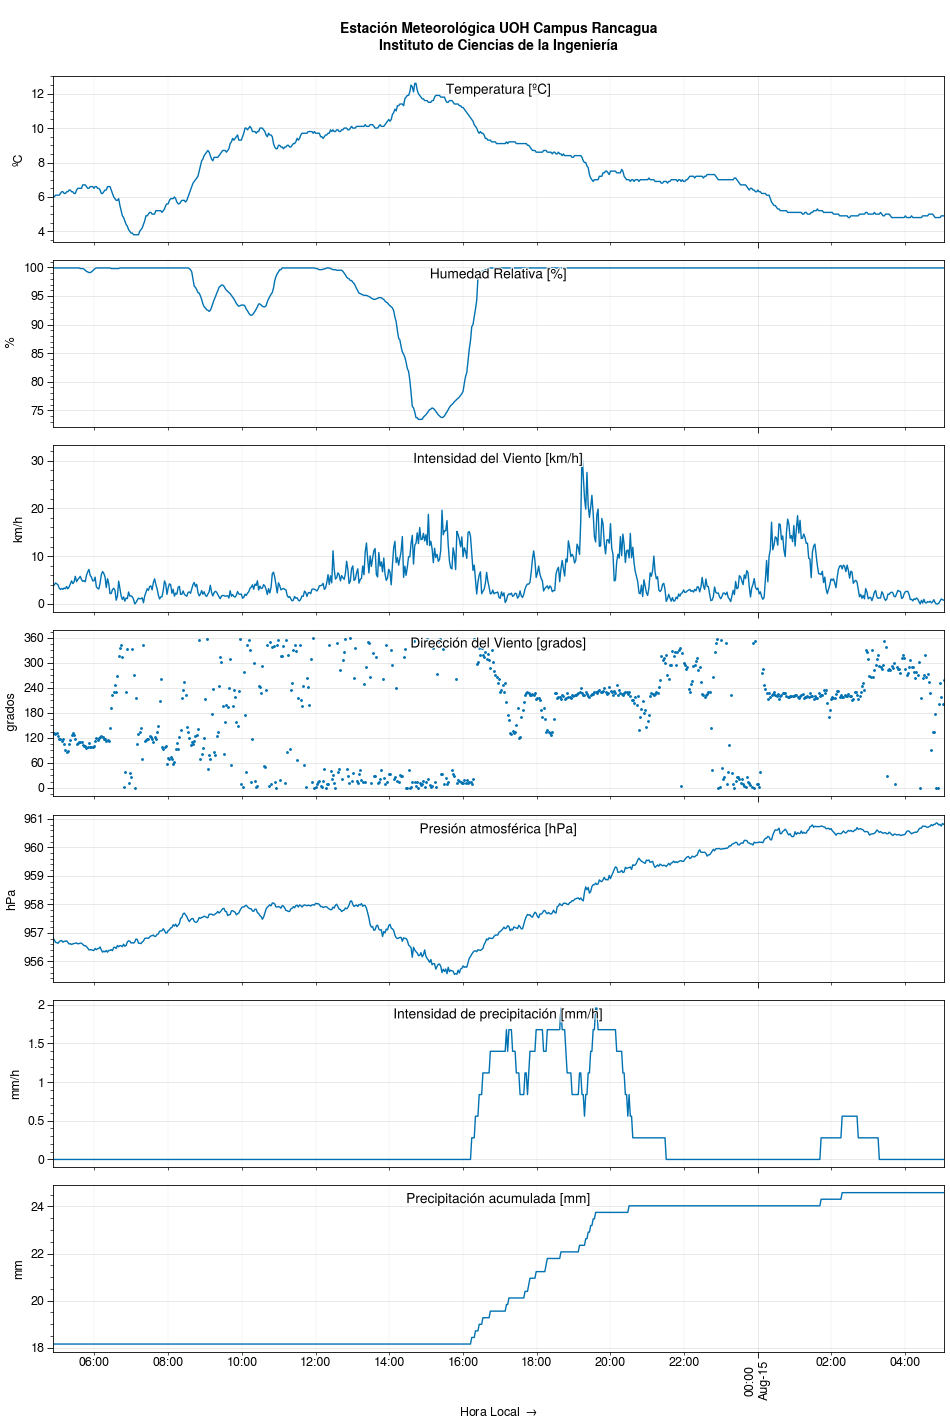 Estación Meteorológica UOH Campus Rancagua
Instituto de Ciencias de la Ingeniería
Temperatura [ºC]
ºC
12
10
8
6
4
Humedad Relativa [%]
%
100
95
90
85
80
75
Intensidad del Viento [km/h]
km/h
30
20
10
0
Dirección del Viento [grados]
grados
360
300
240
180
120
60
0
Presión atmosférica [hPa]
hPa
961
960
959
958
957
956
Intensidad de precipitación [mm/h]
mm/h
2
1.5
1
0.5
0
Precipitación acumulada [mm]
mm
24
22
20
18
06:00 08:00 10:00 12:00 14:00 16:00 18:00 20:00 22:00 00:00 02:00 04:00
Aug-15
Hora Local →